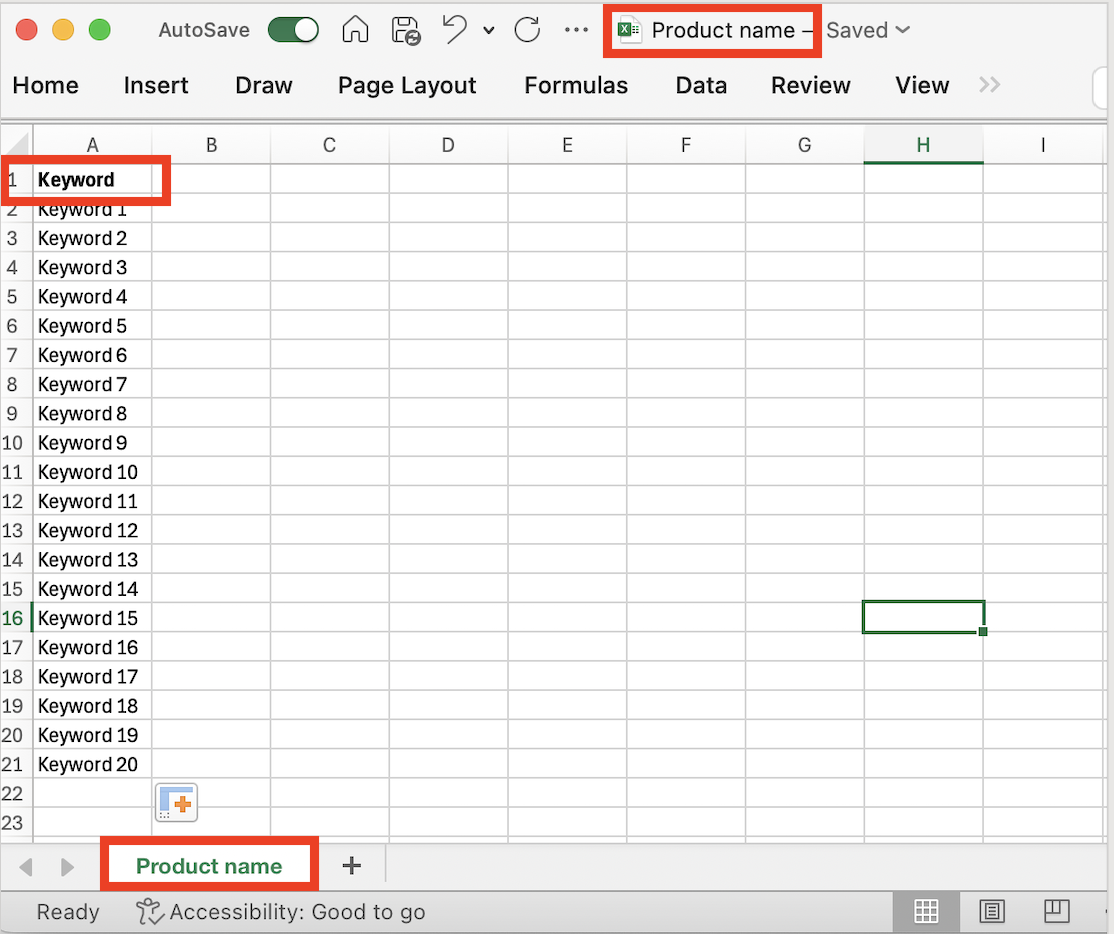 AutoSave Product name – Saved
Home Insert Draw Page Layout Formulas Data Review View
A B C D E F G H I
1 Keyword
2 Keyword 1
3 Keyword 2
4 Keyword 3
5 Keyword 4
6 Keyword 5
7 Keyword 6
8 Keyword 7
9 Keyword 8
10 Keyword 9
11 Keyword 10
12 Keyword 11
13 Keyword 12
14 Keyword 13
15 Keyword 14
16 Keyword 15
17 Keyword 16
18 Keyword 17
19 Keyword 18
20 Keyword 19
21 Keyword 20
22
23
Product name +
Ready Accessibility: Good to go